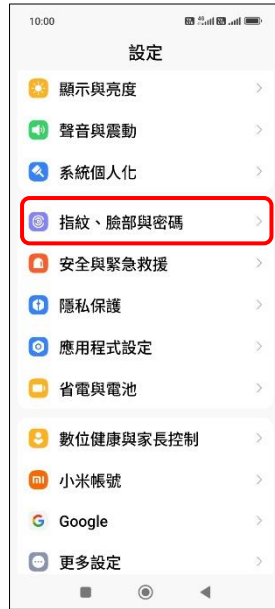 10:00
設定
顯示與亮度
聲音與震動
系統個人化
指紋、臉部與密碼
安全與緊急救援
隱私保護
應用程式設定
省電與電池
數位健康與家長控制
小米帳號
Google
更多設定